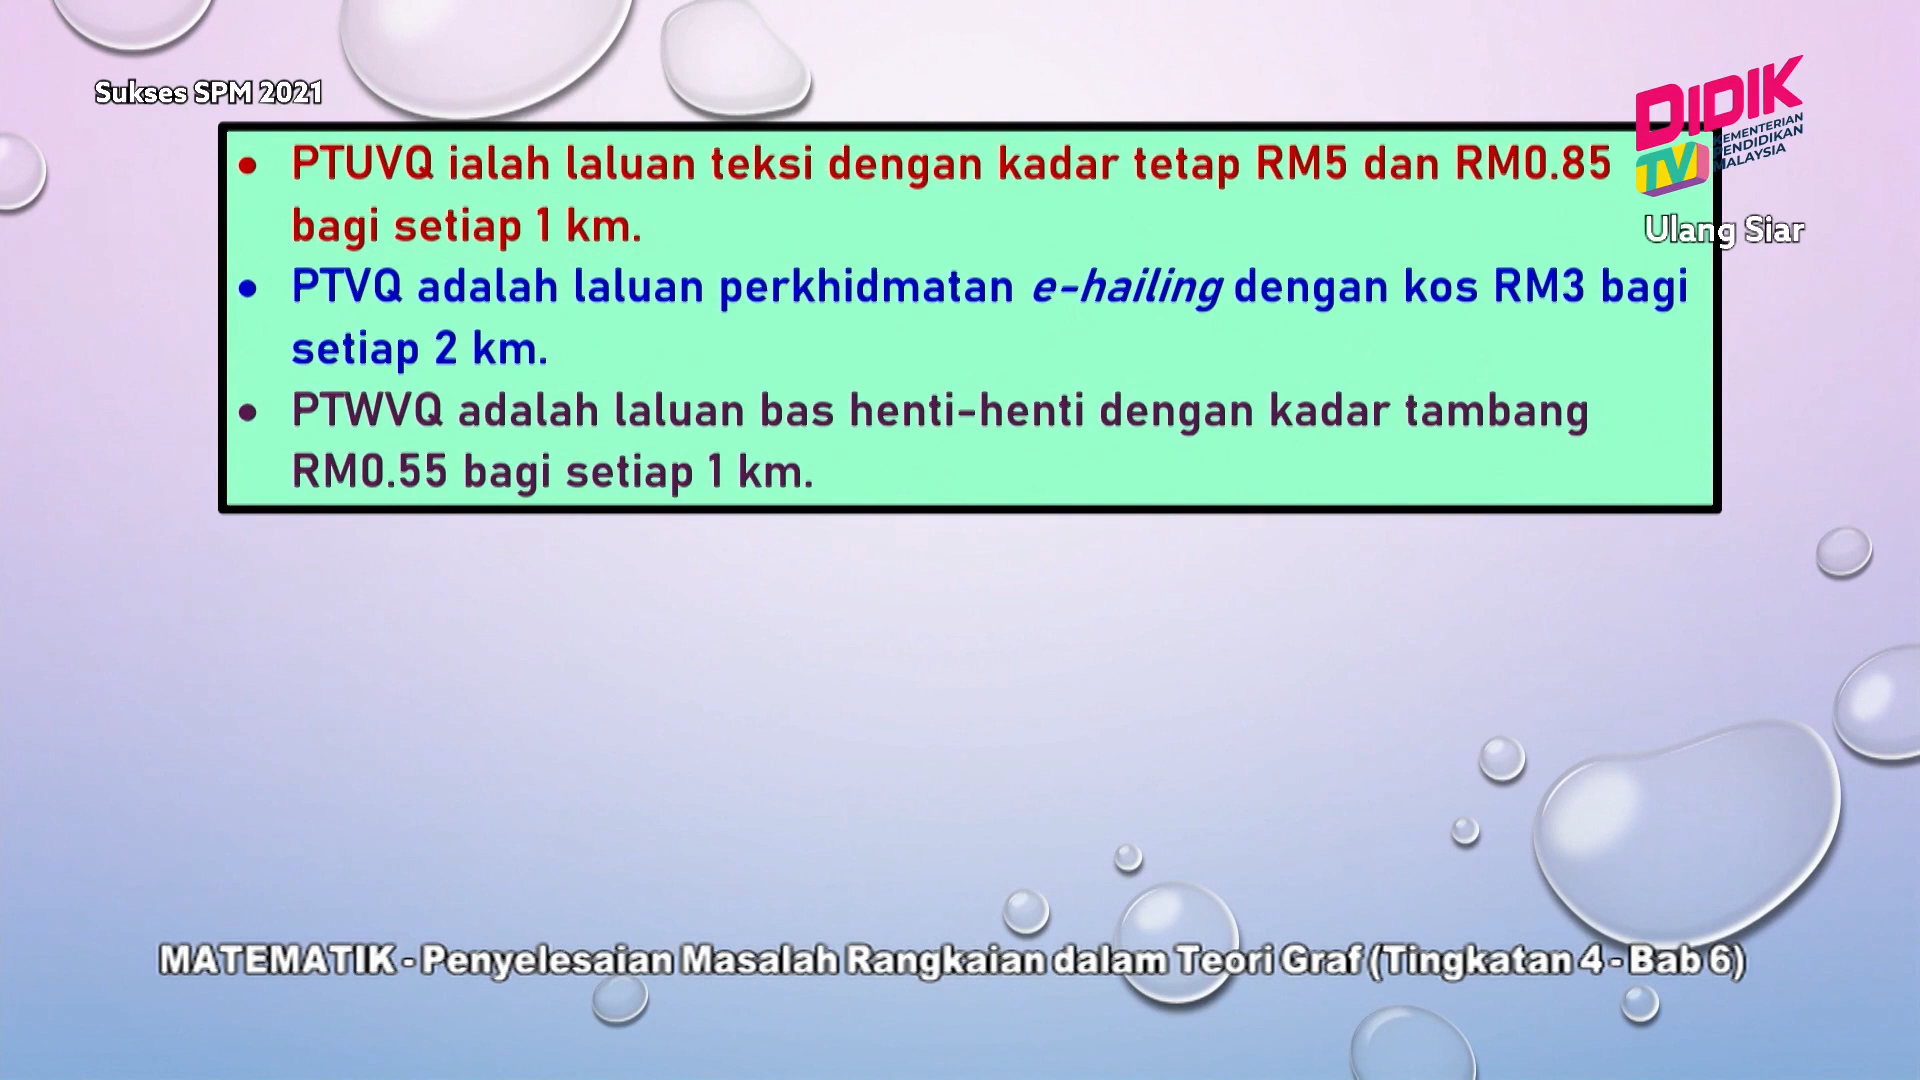 Sukses SPM 2021
DIDIK
TV
KEMENTERIAN
PENDIDIKAN
MALAYSIA
Ulang Siar
• PTUVQ ialah laluan teksi dengan kadar tetap RM5 dan RM0.85
bagi setiap 1 km.
• PTVQ adalah laluan perkhidmatan e-hailing dengan kos RM3 bagi
setiap 2 km.
• PTWVQ adalah laluan bas henti-henti dengan kadar tambang
RM0.55 bagi setiap 1 km.
MATEMATIK - Penyelesaian Masalah Rangkaian dalam Teori Graf (Tingkatan 4 - Bab 6)